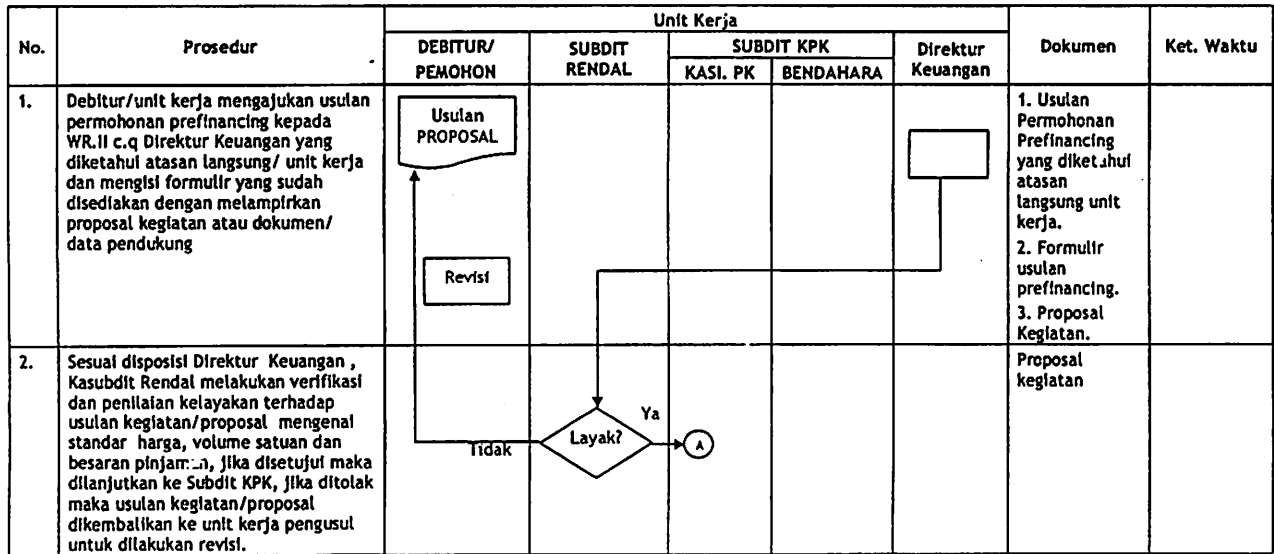 No.
Prosedur
Unit Kerja
DEBITUR/
PEMOHON
SUBDIT
RENDAL
SUBDIT KPK
KASI. PK
BENDAHARA
Direktur
Keuangan
Dokumen
Ket. Waktu
1.
Debitur/unit kerja mengajukan usulan
permohonan prefinancing kepada
WR.II c.q Direktur Keuangan yang
diketahui atasan langsung/ unit kerja
dan mengisi formulir yang sudah
disediakan dengan melampirkan
proposal kegiatan atau dokumen/
data pendukung
Usulan
PROPOSAL
Revisi
1. Usulan
Permohonan
Prefinancing
yang diketahui
atasan
langsung unit
kerja.
2. Formulir
usulan
prefinancing.
3. Proposal
Kegiatan.
2.
Sesuai disposisi Direktur Keuangan ,
Kasubdit Rendal melakukan verifikasi
dan penilaian kelayakan terhadap
usulan kegiatan/proposal mengenai
standar harga, volume satuan dan
besaran pinjaman, jika disetujui maka
dilanjutkan ke Subdit KPK, jika ditolak
maka usulan kegiatan/proposal
dikembalikan ke unit kerja pengusul
untuk dilakukan revisi.
Tidak
Layak?
Ya
A
Proposal
kegiatan